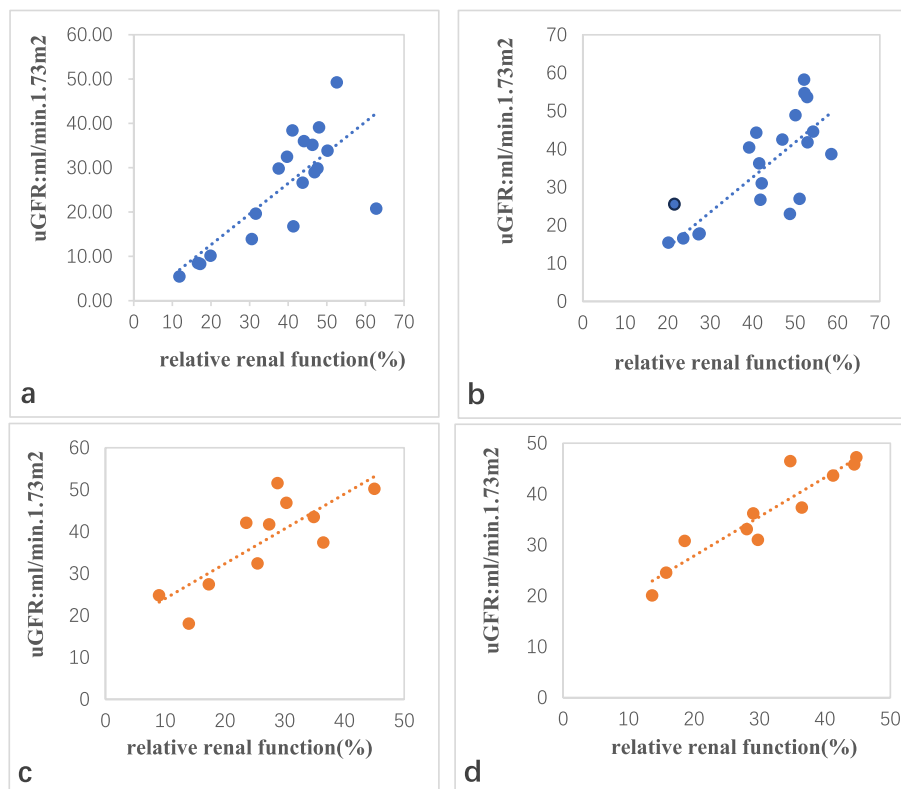 uGFR:ml/min.1.73m2
60.00
50.00
40.00
30.00
20.00
10.00
0.00
0 10 20 30 40 50 60 70
relative renal function(%)
a
uGFR:ml/min.1.73m2
70
60
50
40
30
20
10
0
0 10 20 30 40 50 60 70
relative renal function(%)
b
uGFR:ml/min.1.73m2
60
50
40
30
20
10
0
0 10 20 30 40 50
relative renal function(%)
c
uGFR:ml/min.1.73m2
50
40
30
20
10
0
0 10 20 30 40 50
relative renal function(%)
d